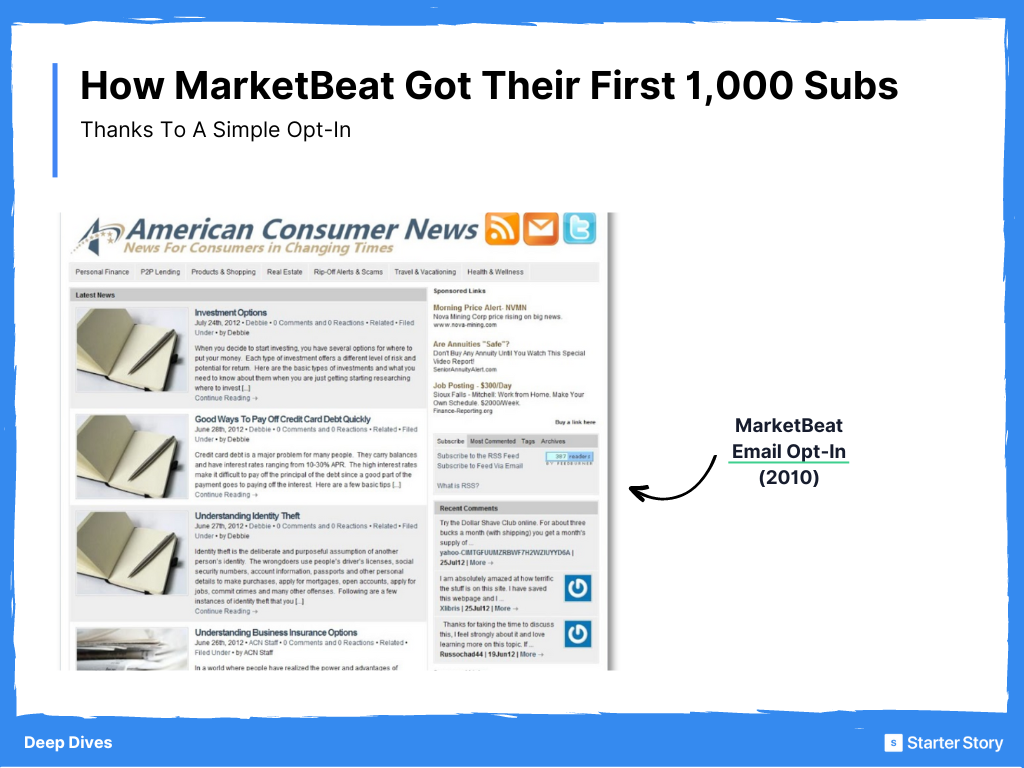 How MarketBeat Got Their First 1,000 Subs
Thanks To A Simple Opt-In
American Consumer News
News For Consumers in Changing Times
Personal Finance P2P Lending Products & Shopping Real Estate Rip-Off Alerts & Scams Travel & Vacationing Health & Wellness
Latest News
Investment Options
July 24th, 2012 • Debbie • 0 Comments and 0 Reactions • Related • Filed
Under • by Debbie
When you decide to start investing, you have several options for where to
put your money. Each type of investment offers a different level of risk and
potential for return. Here are the basic types of investments and what you
need to know about them when you are just getting starting researching
where to invest [...]
Continue Reading →
Good Ways To Pay Off Credit Card Debt Quickly
June 28th, 2012 • Debbie • 0 Comments and 0 Reactions • Related • Filed
Under • by Debbie
Credit card debt is a major problem for many people. They carry balances
and have interest rates ranging from 10-30% APR. The high interest rates
make it difficult to pay off the principal of the debt since a good part of the
payment goes to paying off the interest. Here are a few basic tips [...]
Continue Reading →
Understanding Identity Theft
June 27th, 2012 • Debbie • 0 Comments and 0 Reactions • Related • Filed
Under • by Debbie
Identity theft is the deliberate and purposeful assumption of another
person's identity. The wrongdoers use people's driver's licenses, social
security numbers, account information, passports and other personal
details to make purchases, apply for mortgages, open accounts, apply for
jobs, commit crimes and many other offenses. Following are a few
instances of identity theft that you [...]
Continue Reading →
Understanding Business Insurance Options
June 26th, 2012 • ACN Staff • 0 Comments and 0 Reactions • Related •
Filed Under • by ACN Staff
In a world where people have realized the power and advantages of
Sponsored Links
Morning Price Alert- NVMN
Nova Mining Corp price rising on big news.
www.nova-mining.com
Are Annuities "Safe"?
Don't Buy Any Annuity Until You Watch This Special
Video Report!
SeniorAnnuityAlert.com
Job Posting - $300/Day
Sioux Falls - Mitchell: Work from Home. Make Your
Own Schedule. $2000/Week.
Finance-Reporting.org
Buy a link here
Subscribe Most Commented Tags Archives
Subscribe to the RSS Feed
readers
BY FEEDBURNER
Subscribe to Feed Via Email
What is RSS?
Recent Comments
Try the Dollar Shave Club online. For about three
bucks a month (with shipping) you get a month's
supply of ...
25Jul12 | More →
I am absolutely amazed at how terrific
the stuff is on this site. I have saved
this webpage and I ...
Xlibris | 25Jul12 | More →
Thanks for taking the time to discuss
this, I feel strongly about it and love
learning more on this topic. If ...
Russochad44 | 19Jun12 | More →
MarketBeat
Email Opt-In
(2010)
Deep Dives
S Starter Story